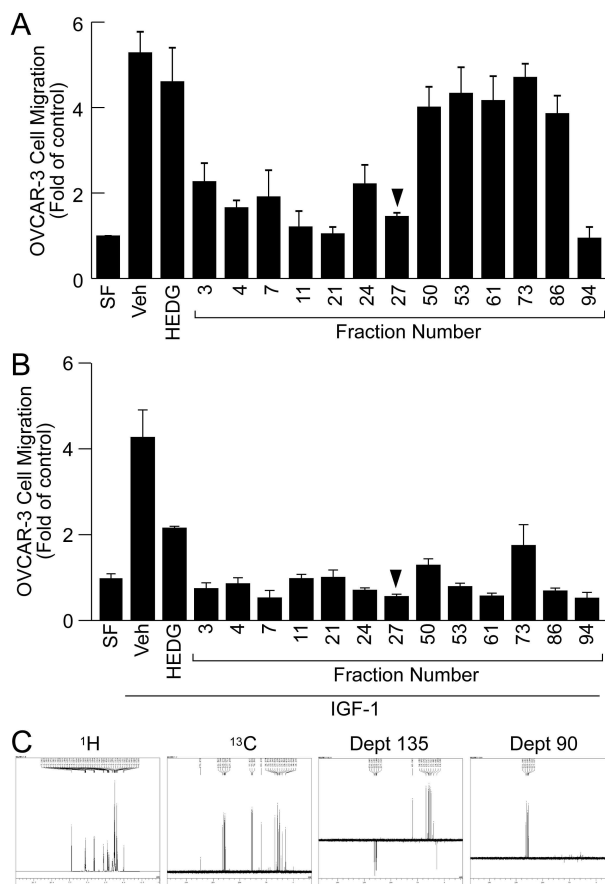 A
OVCAR-3 Cell Migration
(Fold of control)
6
4
2
0
SF
Veh
HEDG
3
4
7
11
21
24
27
50
53
61
73
86
94
Fraction Number
B
OVCAR-3 Cell Migration
(Fold of control)
6
4
2
0
SF
Veh
HEDG
3
4
7
11
21
24
27
50
53
61
73
86
94
Fraction Number
IGF-1
C
¹H
¹³C
Dept 135
Dept 90